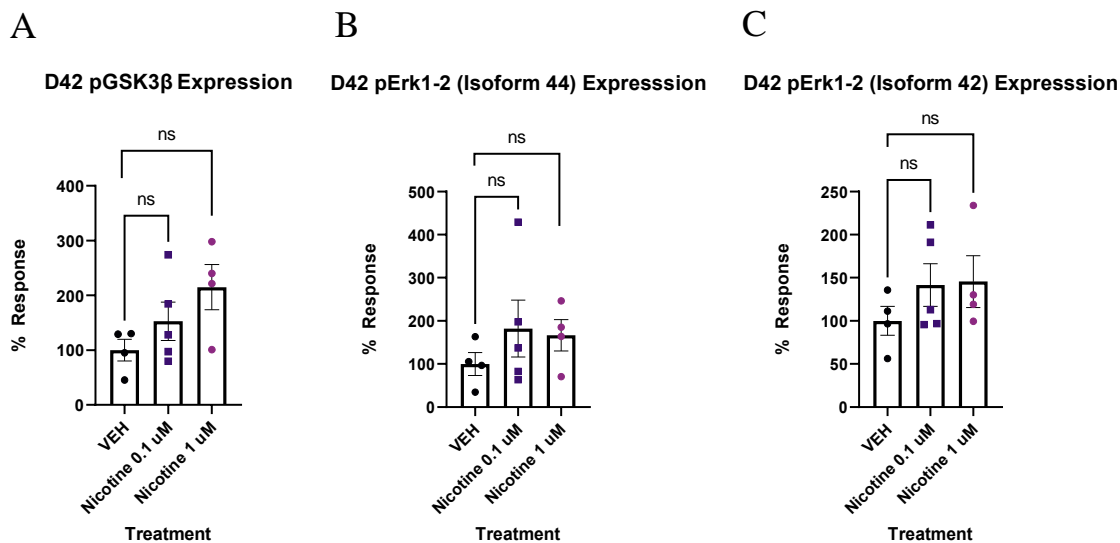 A
D42 pGSK3β Expression
ns
ns
400
300
200
100
0
% Response
VEH
Nicotine 0.1 uM
Nicotine 1 uM
Treatment
B
D42 pErk1-2 (Isoform 44) Expresssion
ns
ns
500
400
300
200
100
0
% Response
VEH
Nicotine 0.1 uM
Nicotine 1 uM
Treatment
C
D42 pErk1-2 (Isoform 42) Expresssion
ns
ns
250
200
150
100
50
0
% Response
VEH
Nicotine 0.1 uM
Nicotine 1 uM
Treatment